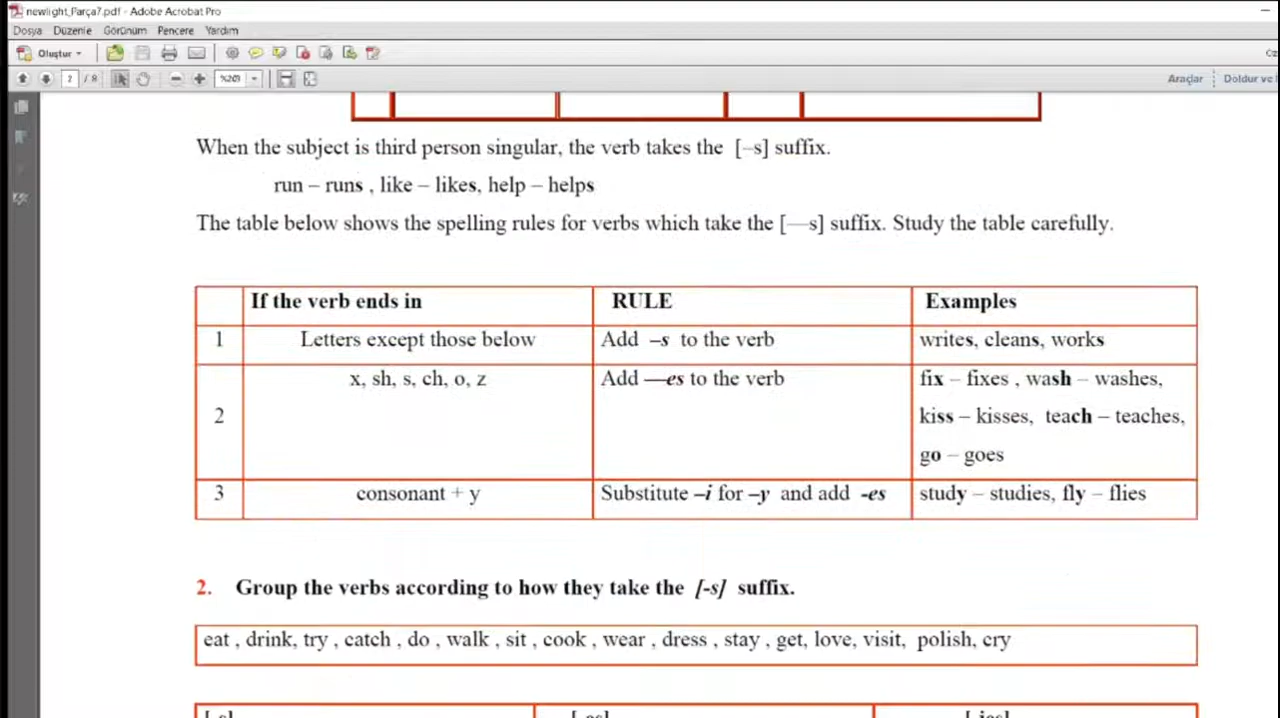 newlight_Parça7.pdf - Adobe Acrobat Pro
Dosya Düzenle Görünüm Pencere Yardım
Oluştur
2 / 8 %201 Araçlar Doldur ve
When the subject is third person singular, the verb takes the [–s] suffix.
run – runs , like – likes, help – helps
The table below shows the spelling rules for verbs which take the [—s] suffix. Study the table carefully.
If the verb ends in RULE Examples
1 Letters except those below Add –s to the verb writes, cleans, works
x, sh, s, ch, o, z Add —es to the verb fix – fixes , wash – washes,
2 kiss – kisses, teach – teaches,
go – goes
3 consonant + y Substitute –i for –y and add -es study – studies, fly – flies
2. Group the verbs according to how they take the [-s] suffix.
eat , drink, try , catch , do , walk , sit , cook , wear , dress , stay , get, love, visit, polish, cry